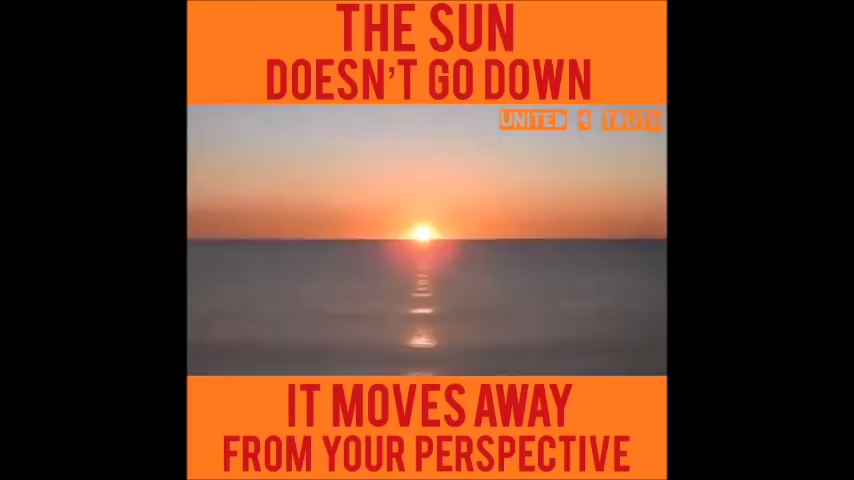 THE SUN
DOESN'T GO DOWN
UNITED 4 TRUTH
IT MOVES AWAY
FROM YOUR PERSPECTIVE